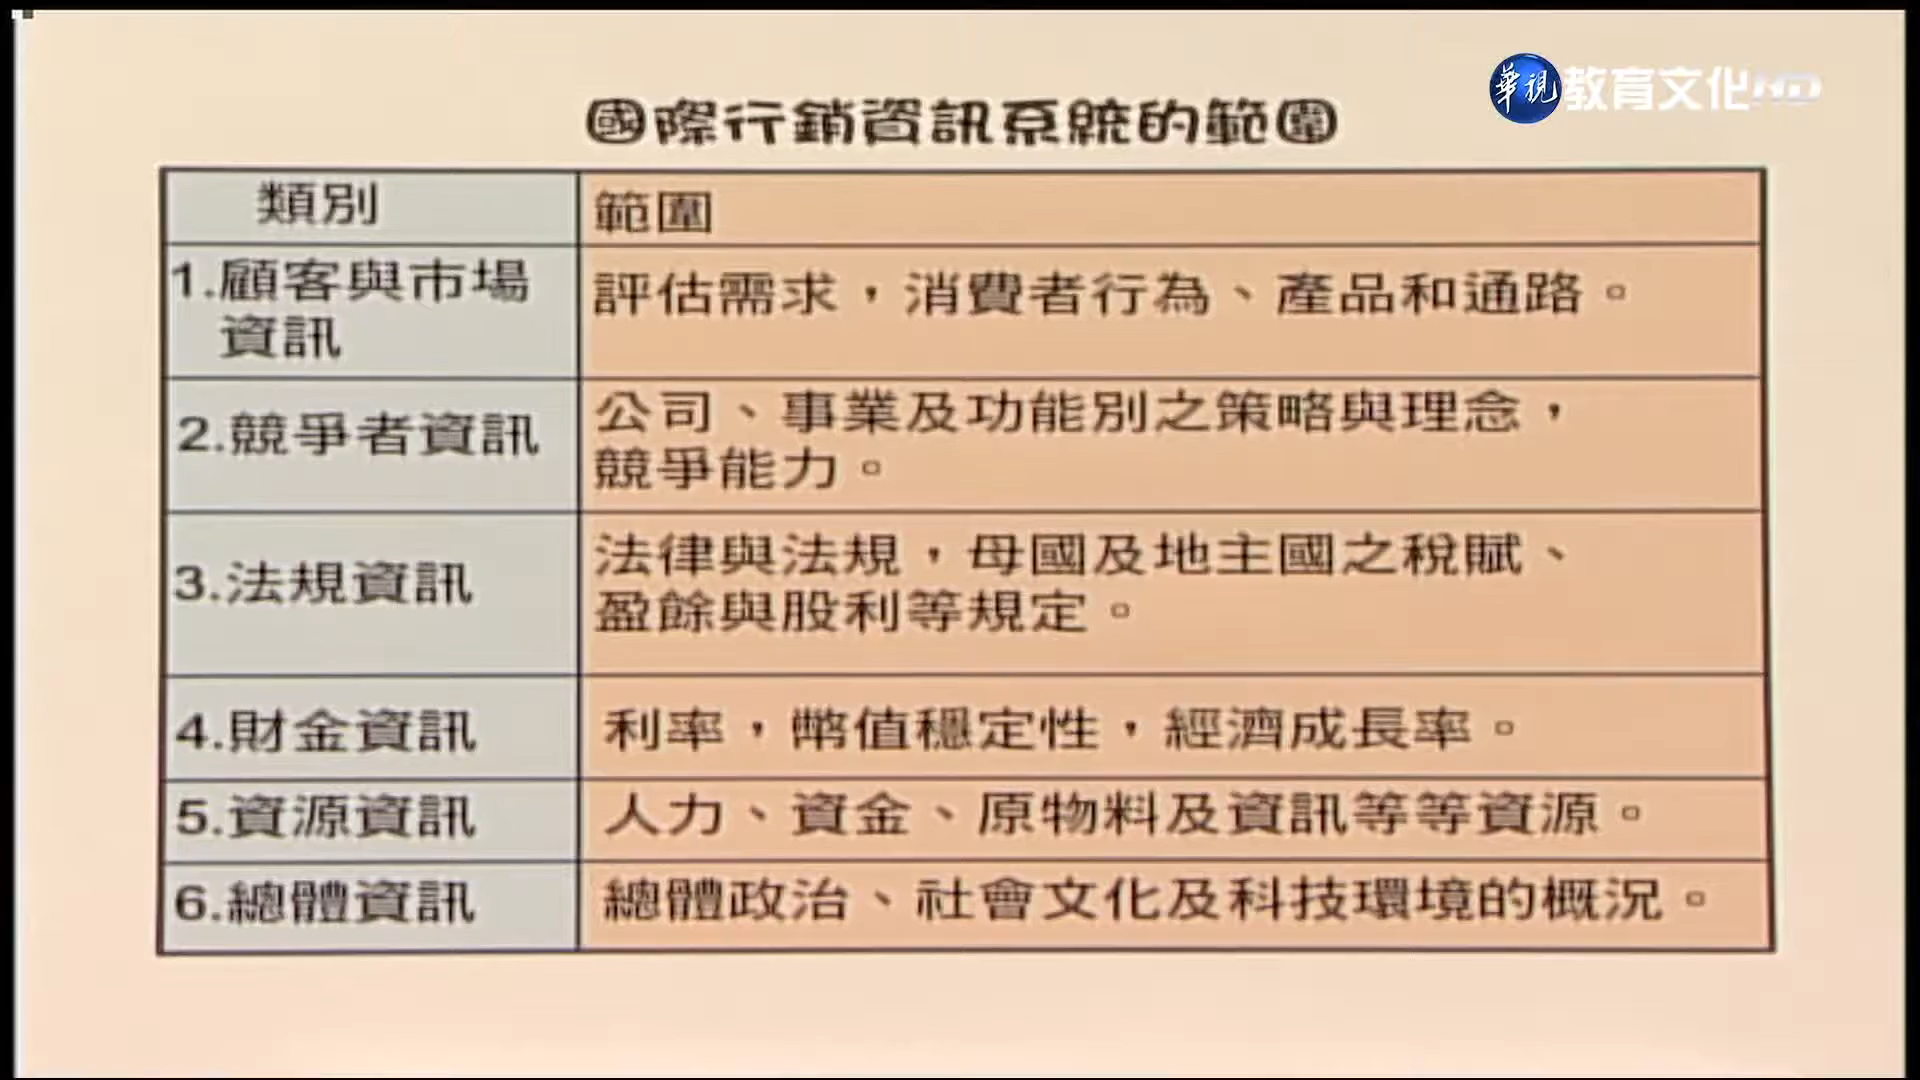 華視 教育文化HD
國際行銷資訊系統的範圍
類別
範圍
1.顧客與市場
資訊
評估需求，消費者行為、產品和通路。
2.競爭者資訊
公司、事業及功能別之策略與理念，
競爭能力。
3.法規資訊
法律與法規，母國及地主國之稅賦、
盈餘與股利等規定。
4.財金資訊
利率，幣值穩定性，經濟成長率。
5.資源資訊
人力、資金、原物料及資訊等等資源。
6.總體資訊
總體政治、社會文化及科技環境的概況。